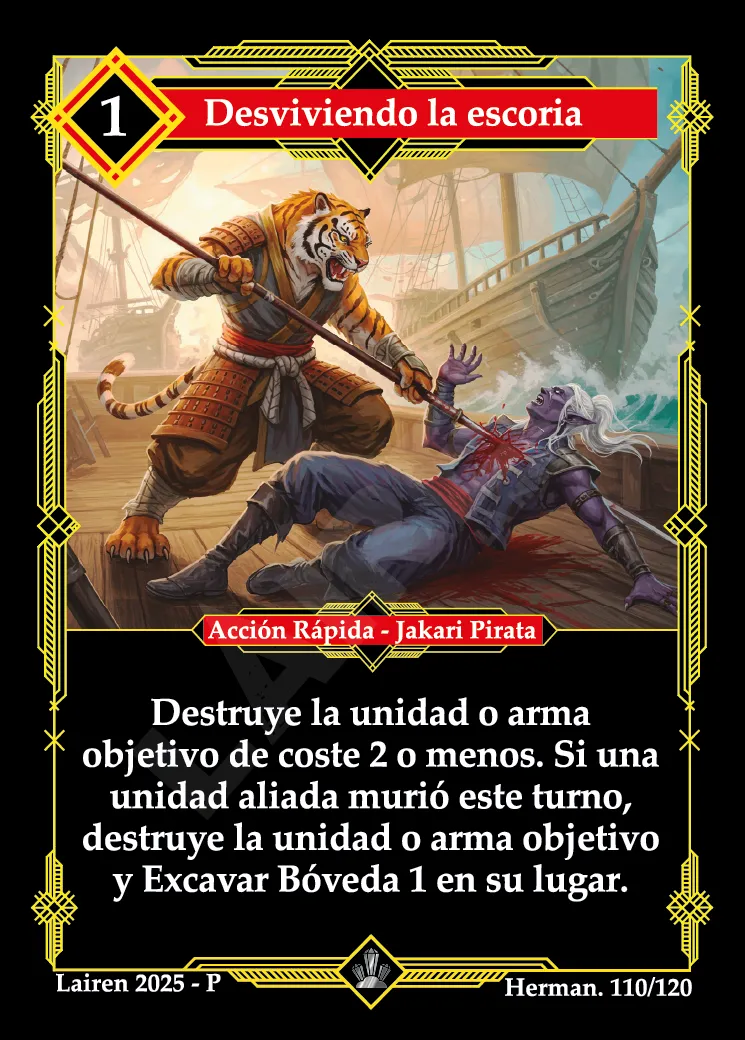 1
Desviviendo la escoria
Acción Rápida - Jakari Pirata
Destruye la unidad o arma
objetivo de coste 2 o menos. Si una
unidad aliada murió este turno,
destruye la unidad o arma objetivo
y Excavar Bóveda 1 en su lugar.
Lairen 2025 - P
Herman. 110/120